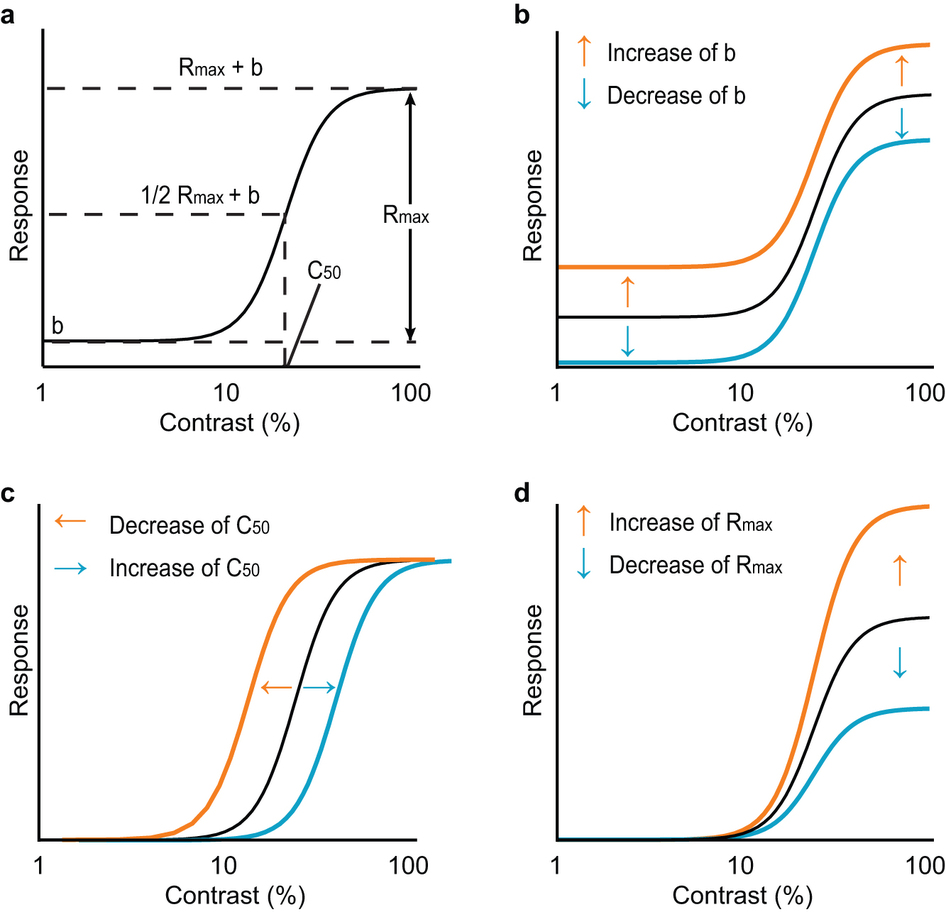 a
Rmax + b
1/2 Rmax + b
Rmax
C50
b
Response
1
10
100
Contrast (%)
b
Increase of b
Decrease of b
Response
1
10
100
Contrast (%)
c
Decrease of C50
Increase of C50
Response
1
10
100
Contrast (%)
d
Increase of Rmax
Decrease of Rmax
Response
1
10
100
Contrast (%)